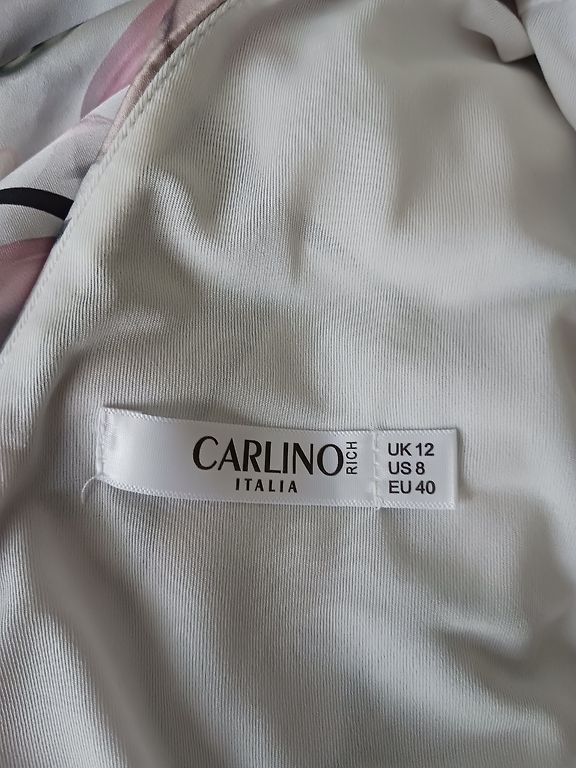 CARLINO RICH
ITALIA
UK 12
US 8
EU 40